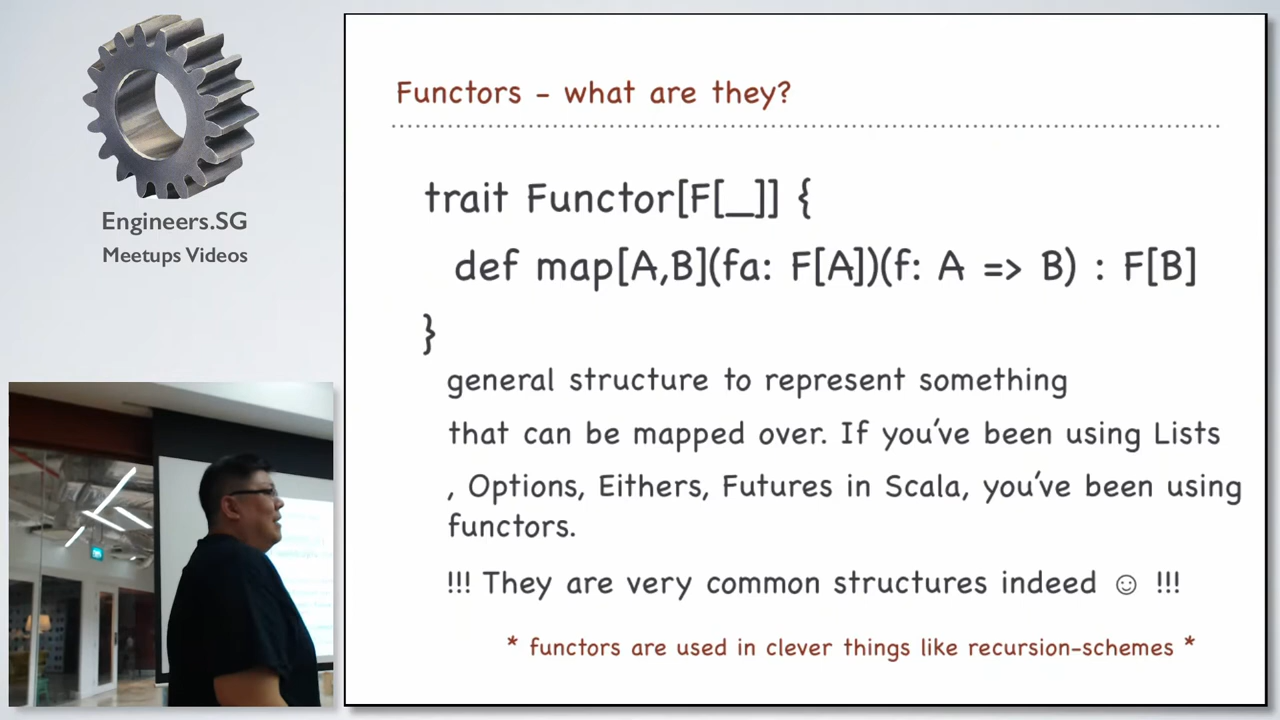 Engineers.SG
Meetups Videos
Functors - what are they?
trait Functor[F[_]] {
def map[A,B](fa: F[A])(f: A => B) : F[B]
}
general structure to represent something
that can be mapped over. If you've been using Lists
, Options, Eithers, Futures in Scala, you've been using
functors.
!!! They are very common structures indeed ☺ !!!
* functors are used in clever things like recursion-schemes *